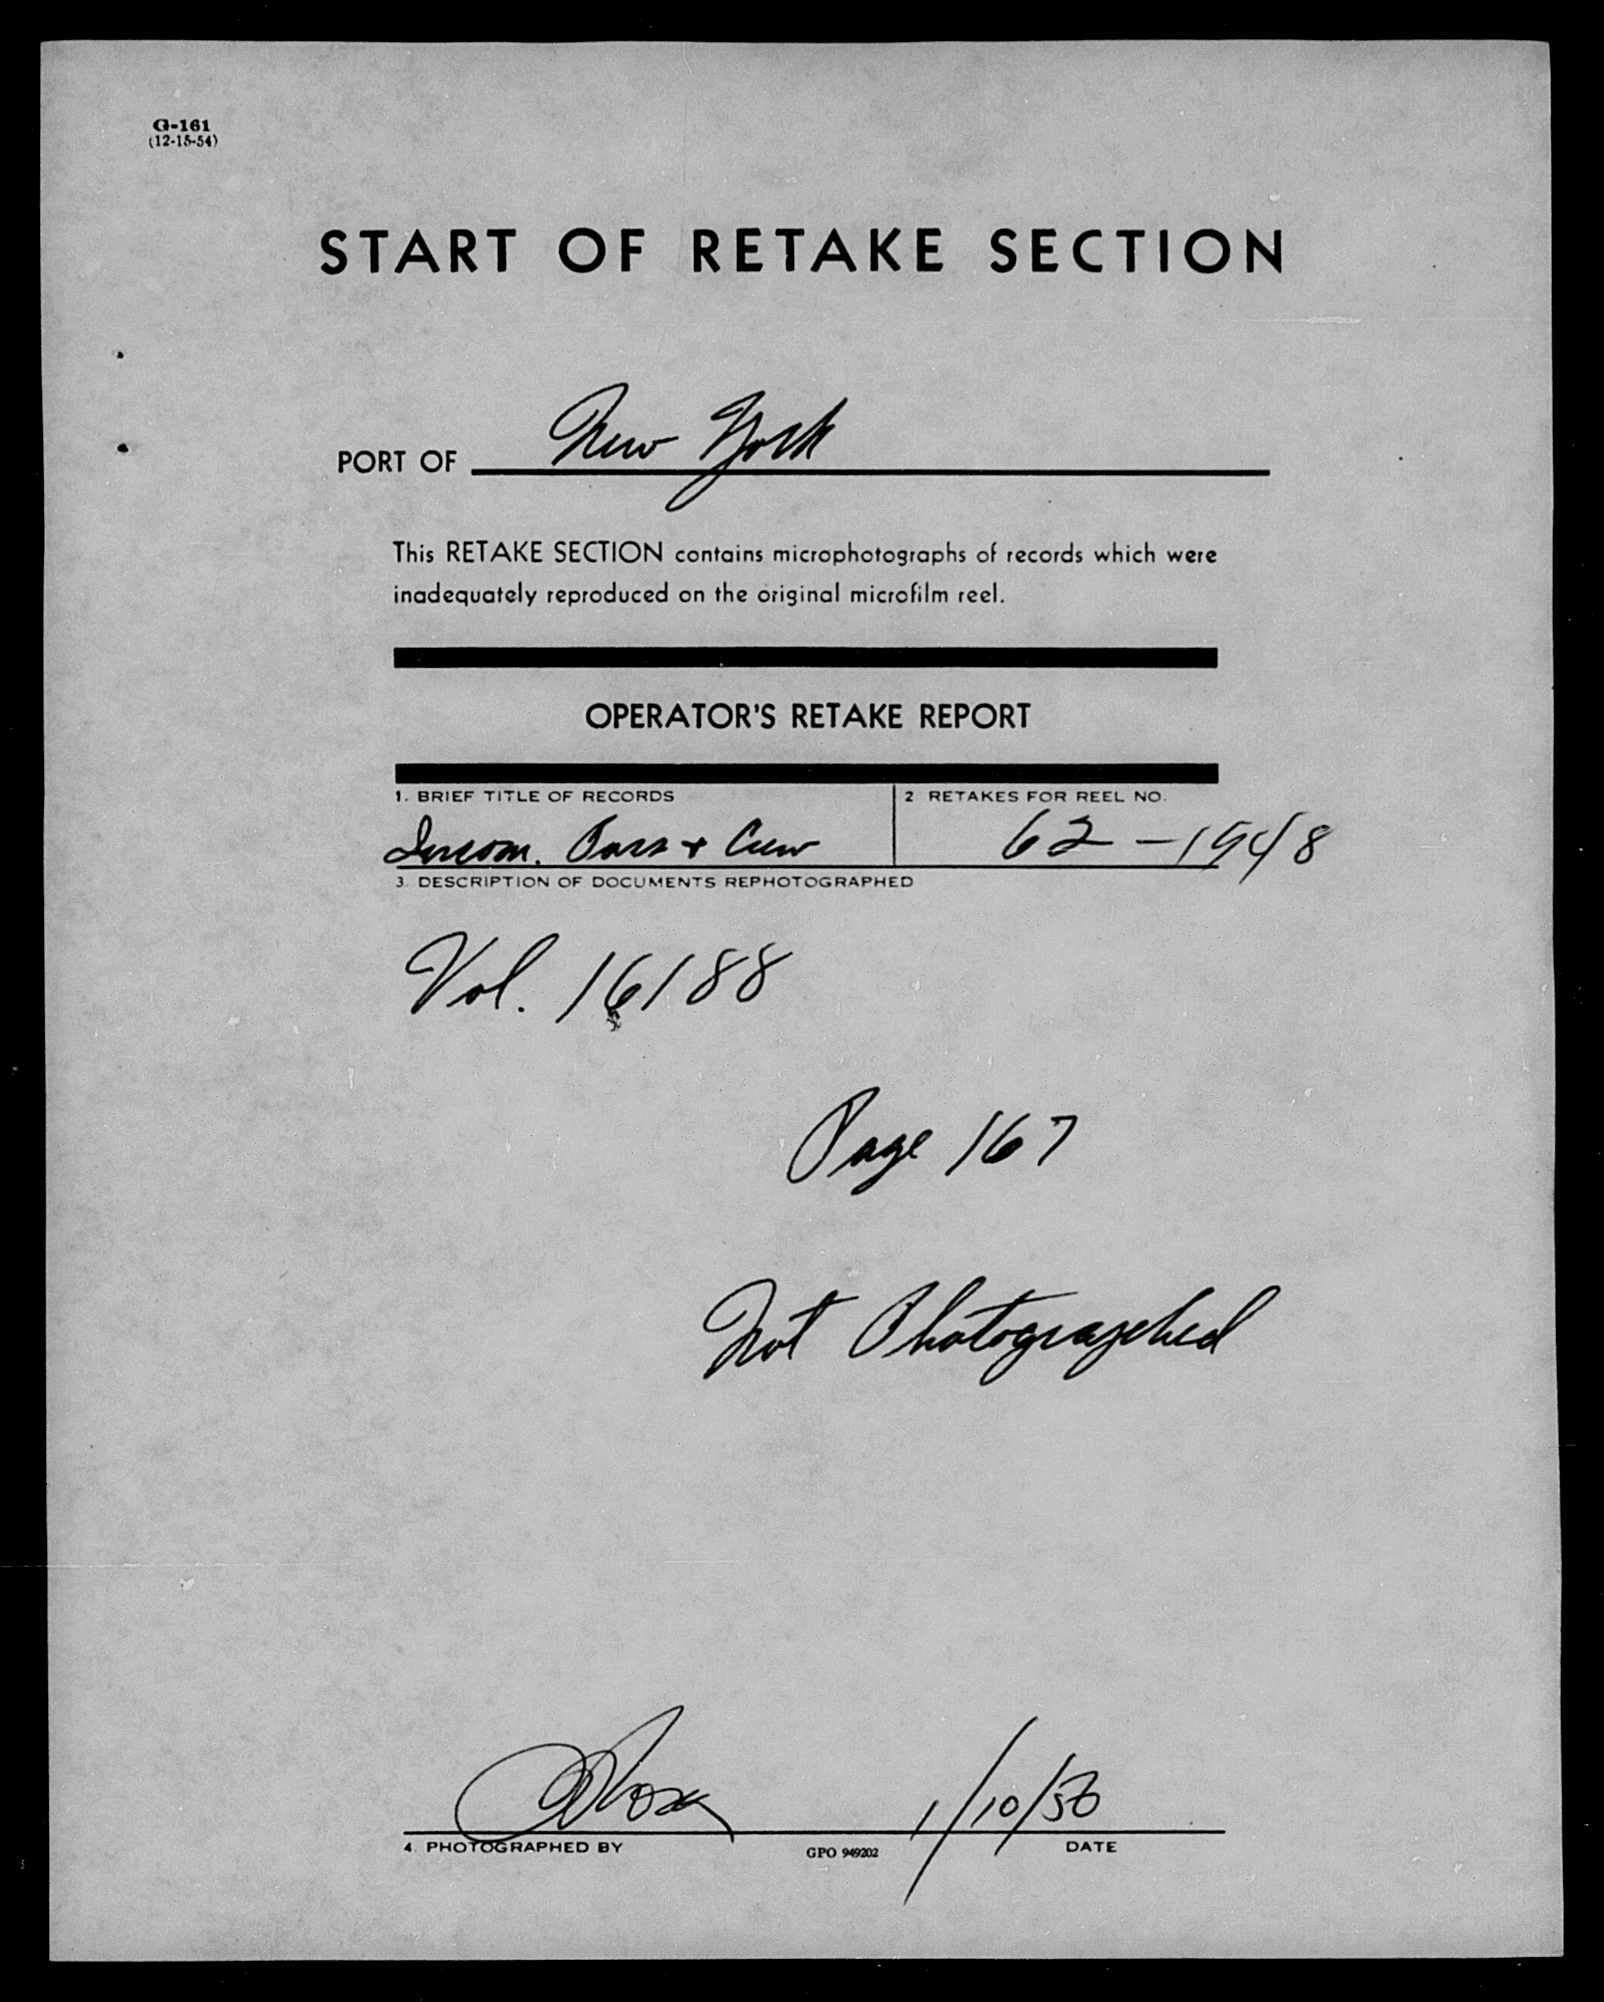 G-161
(12-15-54)
START OF RETAKE SECTION
PORT OF New York
This RETAKE SECTION contains microphotographs of records which were
inadequately reproduced on the original microfilm reel.
OPERATOR'S RETAKE REPORT
1. BRIEF TITLE OF RECORDS
2 RETAKES FOR REEL NO.
Incom. Pass + Crew
62-1948
3. DESCRIPTION OF DOCUMENTS REPHOTOGRAPHED
Vol. 16188
Page 167
Not Photographed
1/10/56
4. PHOTOGRAPHED BY
GPO 949202
DATE